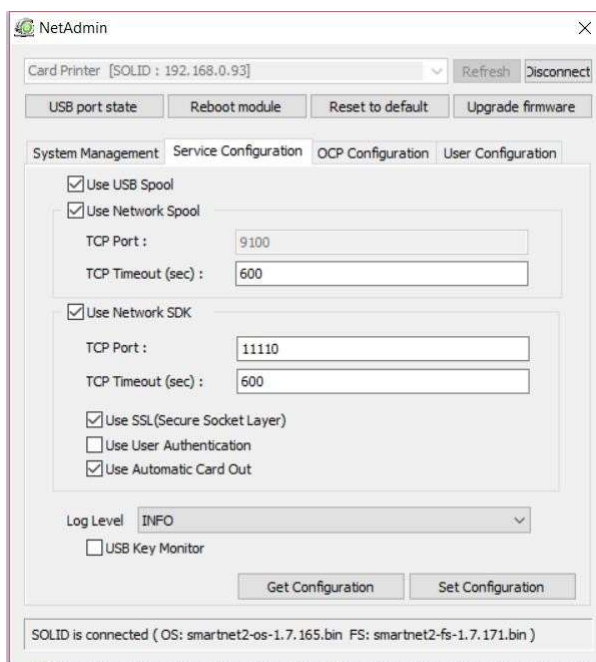 NetAdmin
Card Printer [SOLID : 192.168.0.93]
Refresh
Disconnect
USB port state
Reboot module
Reset to default
Upgrade firmware
System Management
Service Configuration
OCP Configuration
User Configuration
Use USB Spool
Use Network Spool
TCP Port :
9100
TCP Timeout (sec) :
600
Use Network SDK
TCP Port :
11110
TCP Timeout (sec) :
600
Use SSL(Secure Socket Layer)
Use User Authentication
Use Automatic Card Out
Log Level
INFO
USB Key Monitor
Get Configuration
Set Configuration
SOLID is connected ( OS: smartnet2-os-1.7.165.bin FS: smartnet2-fs-1.7.171.bin )